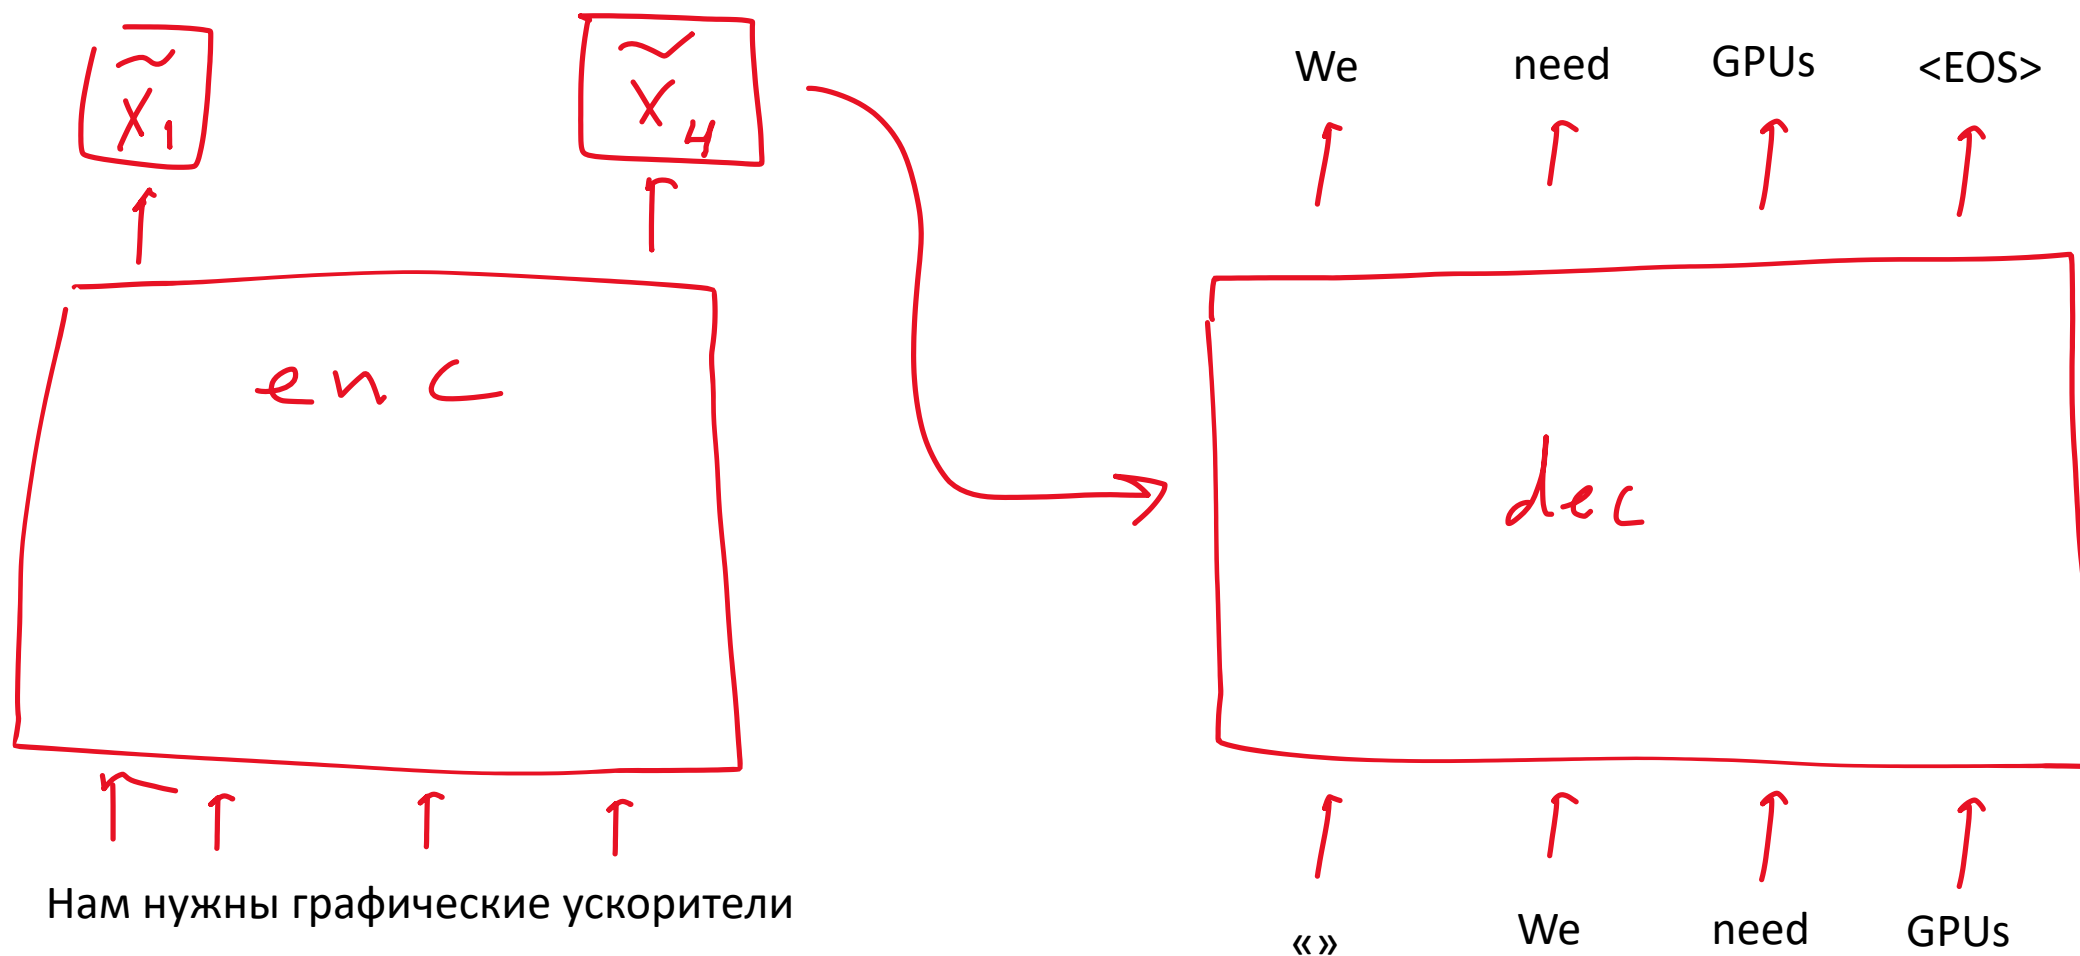 x̃₁
x̃₄
enc
Нам нужны графические ускорители
We need GPUs <EOS>
dec
«» We need GPUs